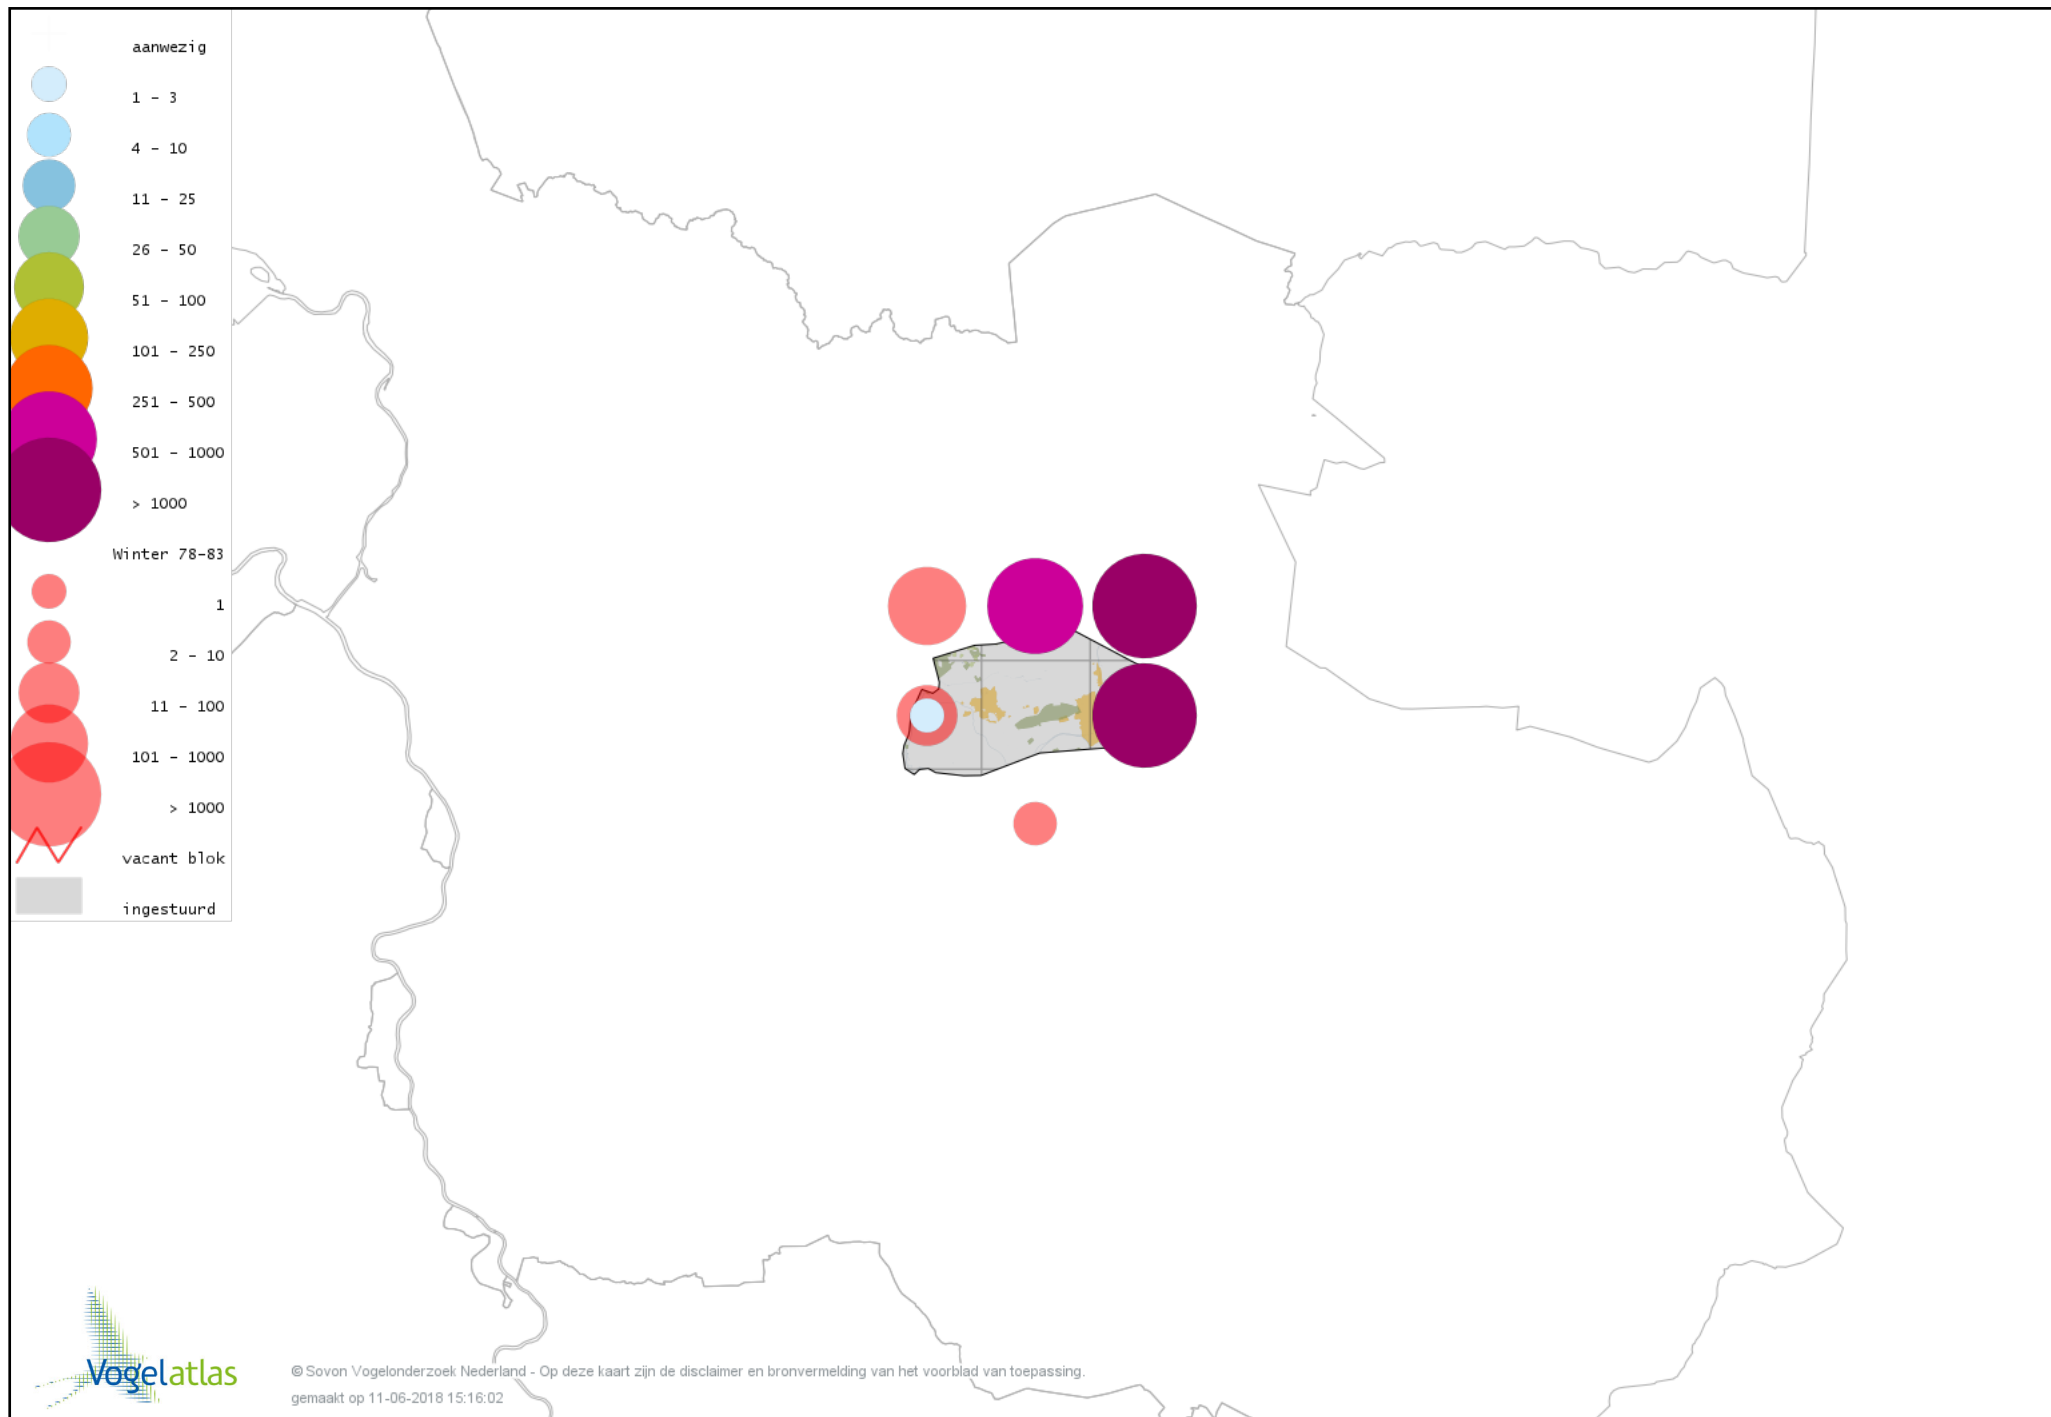 aanwezig
1 - 3
4 - 10
11 - 25
26 - 50
51 - 100
101 - 250
251 - 500
501 - 1000
> 1000
Winter 78-83
1
2 - 10
11 - 100
101 - 1000
> 1000
vacant blok
ingestuurd
Vogelatlas
© Sovon Vogelonderzoek Nederland - Op deze kaart zijn de disclaimer en bronvermelding van het voorblad van toepassing.
gemaakt op 11-06-2018 15:16:02